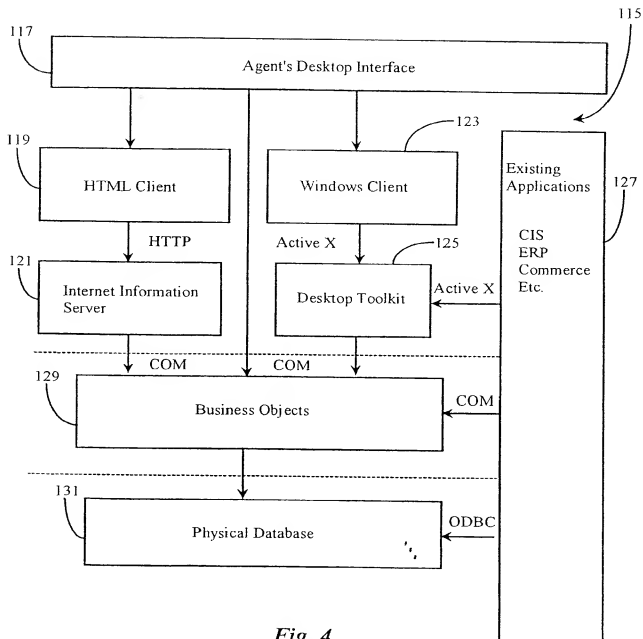 115
117
Agent's Desktop Interface
123
119
HTML Client
Windows Client
Existing
Applications
127
CIS
ERP
Commerce
Etc.
HTTP
Active X
125
121
Internet Information
Server
Desktop Toolkit
Active X
COM
COM
129
Business Objects
COM
131
Physical Database
ODBC
Fig. 4